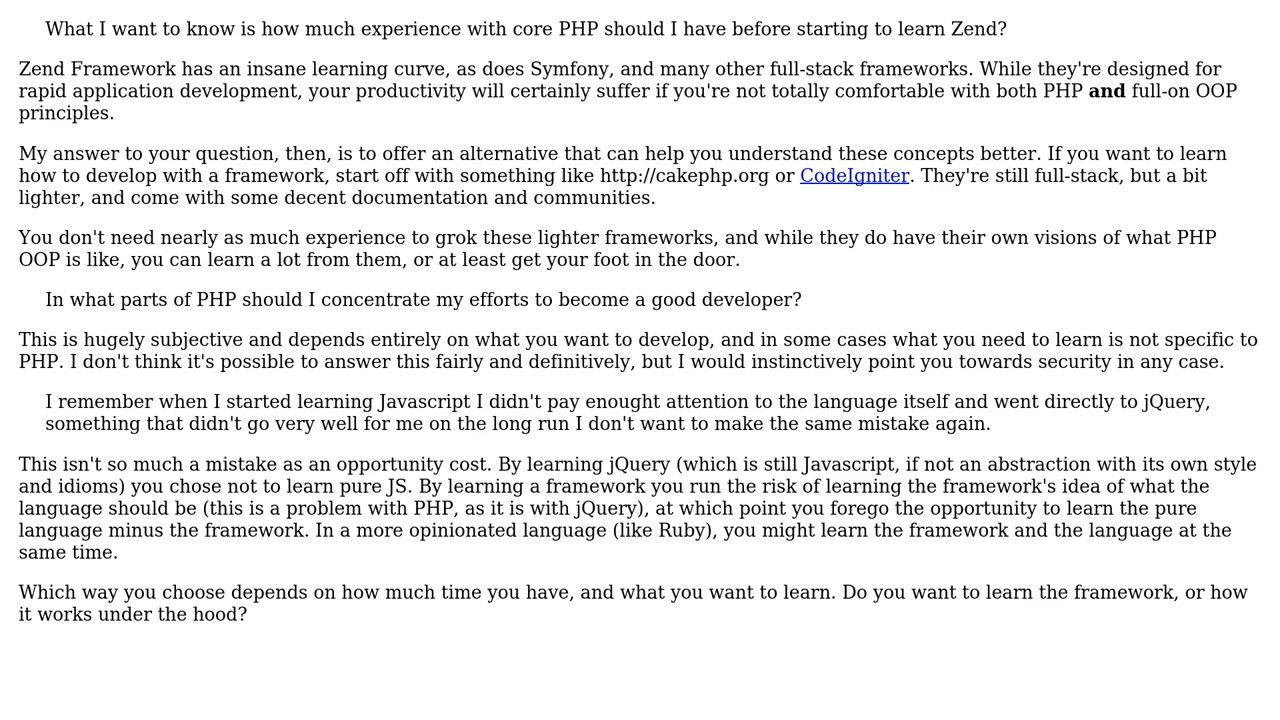 What I want to know is how much experience with core PHP should I have before starting to learn Zend?
Zend Framework has an insane learning curve, as does Symfony, and many other full-stack frameworks. While they're designed for
rapid application development, your productivity will certainly suffer if you're not totally comfortable with both PHP and full-on OOP
principles.
My answer to your question, then, is to offer an alternative that can help you understand these concepts better. If you want to learn
how to develop with a framework, start off with something like http://cakephp.org or CodeIgniter. They're still full-stack, but a bit
lighter, and come with some decent documentation and communities.
You don't need nearly as much experience to grok these lighter frameworks, and while they do have their own visions of what PHP
OOP is like, you can learn a lot from them, or at least get your foot in the door.
In what parts of PHP should I concentrate my efforts to become a good developer?
This is hugely subjective and depends entirely on what you want to develop, and in some cases what you need to learn is not specific to
PHP. I don't think it's possible to answer this fairly and definitively, but I would instinctively point you towards security in any case.
I remember when I started learning Javascript I didn't pay enought attention to the language itself and went directly to jQuery,
something that didn't go very well for me on the long run I don't want to make the same mistake again.
This isn't so much a mistake as an opportunity cost. By learning jQuery (which is still Javascript, if not an abstraction with its own style
and idioms) you chose not to learn pure JS. By learning a framework you run the risk of learning the framework's idea of what the
language should be (this is a problem with PHP, as it is with jQuery), at which point you forego the opportunity to learn the pure
language minus the framework. In a more opinionated language (like Ruby), you might learn the framework and the language at the
same time.
Which way you choose depends on how much time you have, and what you want to learn. Do you want to learn the framework, or how
it works under the hood?